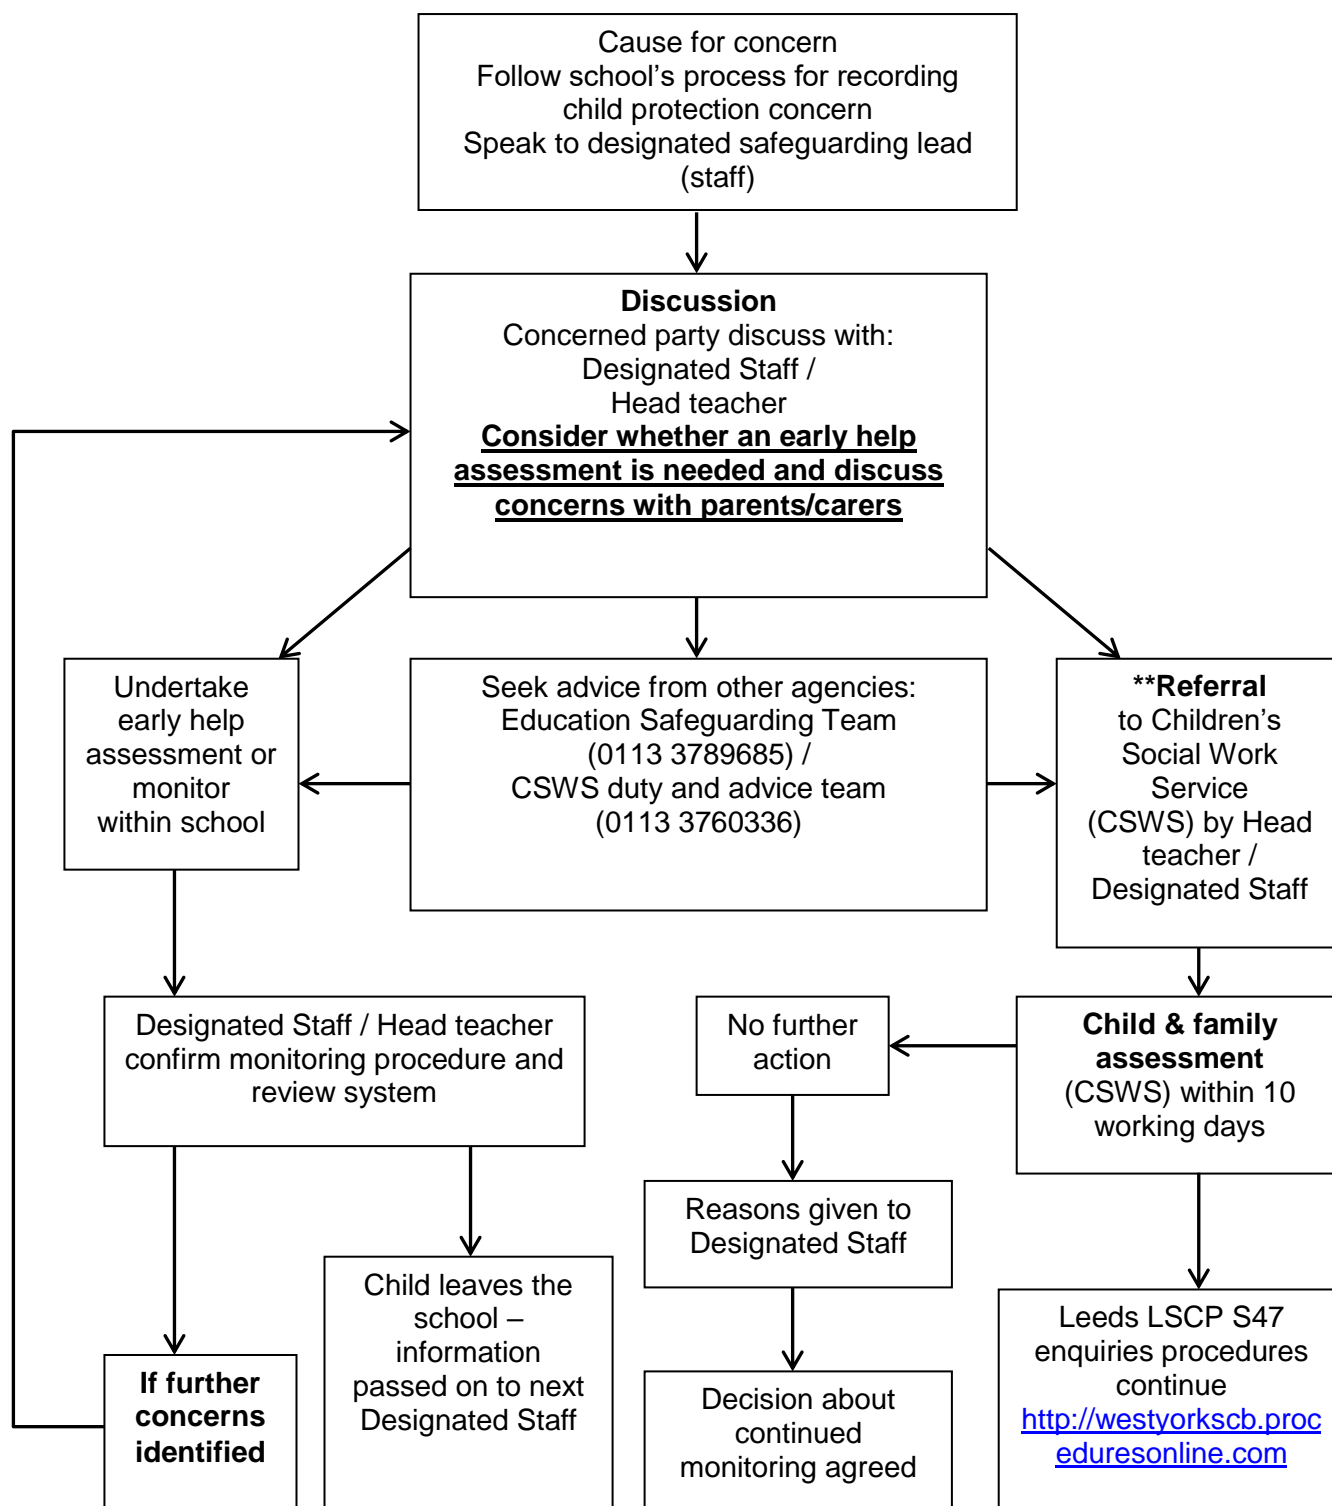 Cause for concern
Follow school's process for recording
child protection concern
Speak to designated safeguarding lead
(staff)
Discussion
Concerned party discuss with:
Designated Staff /
Head teacher
Consider whether an early help
assessment is needed and discuss
concerns with parents/carers
Undertake
early help
assessment or
monitor
within school
Seek advice from other agencies:
Education Safeguarding Team
(0113 3789685) /
CSWS duty and advice team
(0113 3760336)
**Referral
to Children's
Social Work
Service
(CSWS) by Head
teacher /
Designated Staff
Designated Staff / Head teacher
confirm monitoring procedure and
review system
No further
action
Child & family
assessment
(CSWS) within 10
working days
Reasons given to
Designated Staff
Child leaves the
school –
information
passed on to next
Designated Staff
Leeds LSCP S47
enquiries procedures
continue
http://westyorkscb.proc
eduresonline.com
If further
concerns
identified
Decision about
continued
monitoring agreed